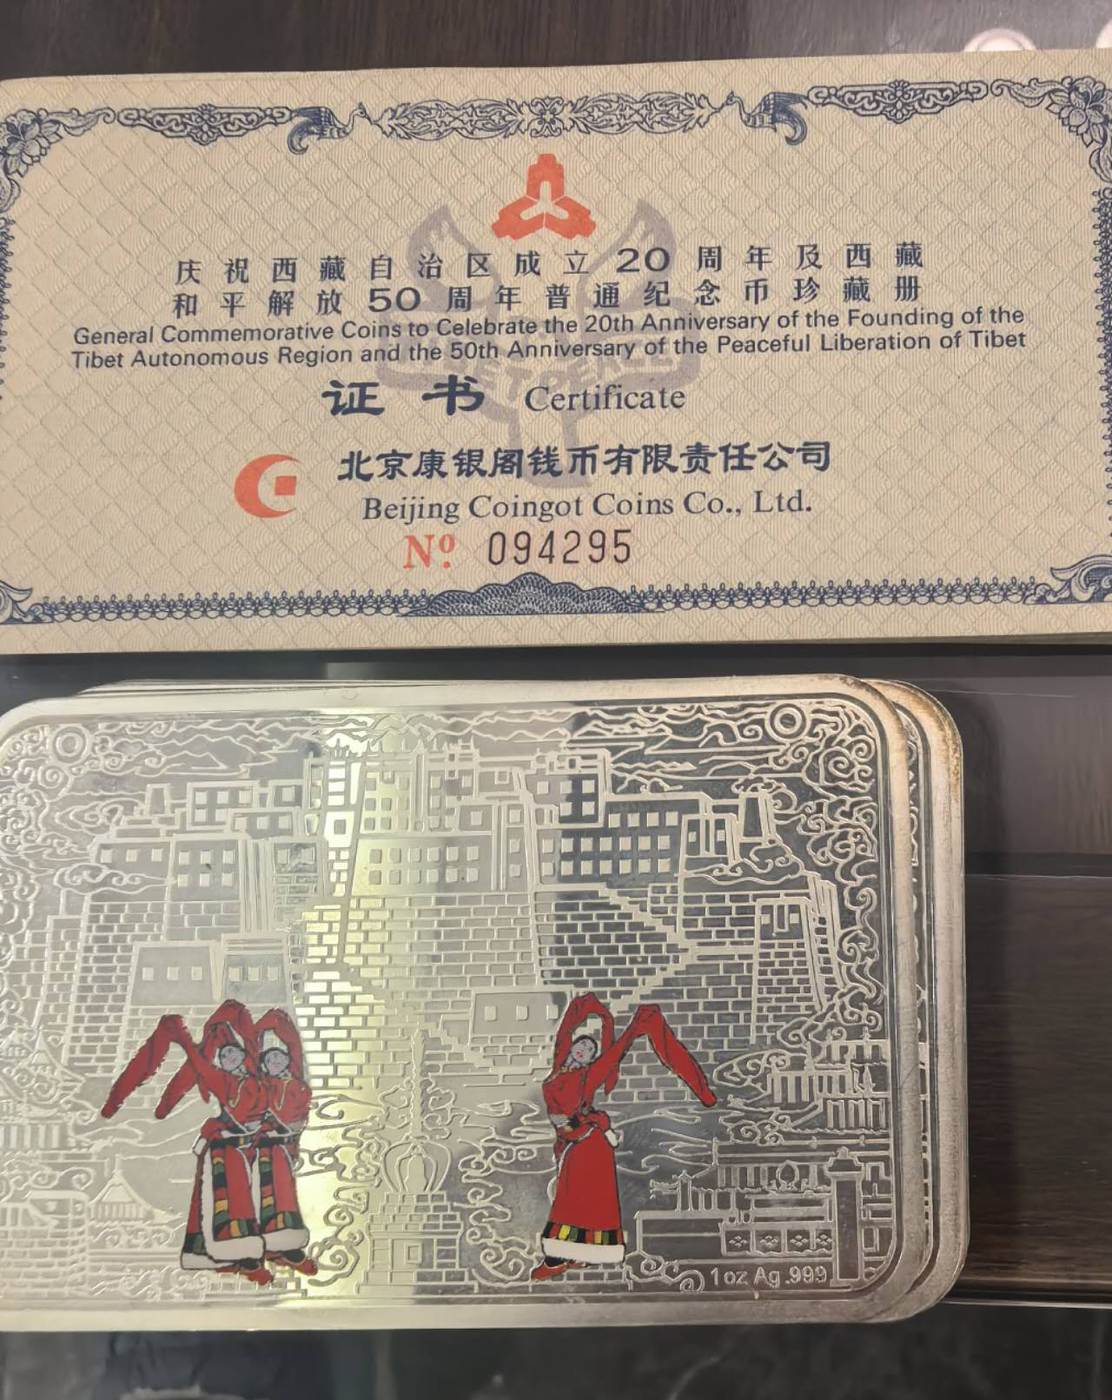 庆祝西藏自治区成立20周年及西藏
和平解放50周年普通纪念币珍藏册
General Commemorative Coins to Celebrate the 20th Anniversary of the Founding of the
Tibet Autonomous Region and the 50th Anniversary of the Peaceful Liberation of Tibet
证书 Certificate
北京康银阁钱币有限责任公司
Beijing Coingot Coins Co., Ltd.
Nº 094295
1oz Ag .999